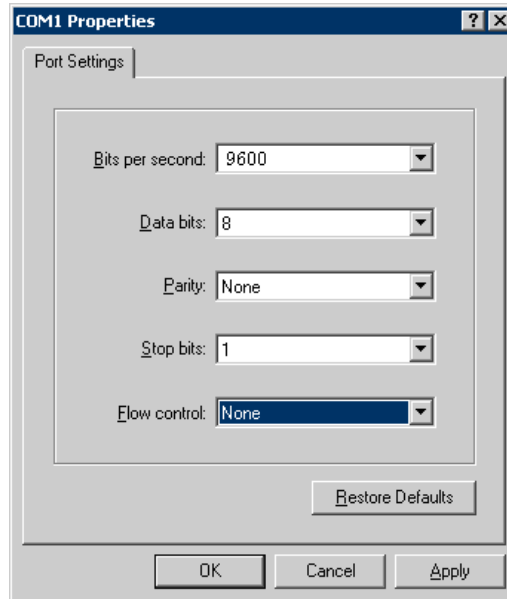 COM1 Properties
Port Settings
Bits per second: 9600
Data bits: 8
Parity: None
Stop bits: 1
Flow control: None
Restore Defaults
OK Cancel Apply